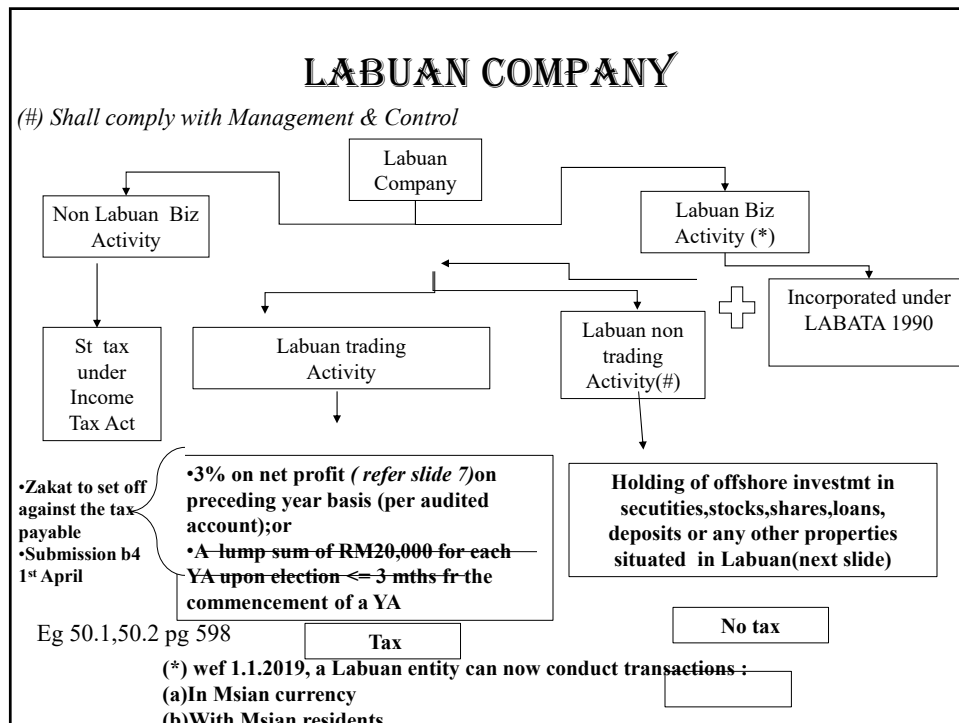 LABUAN COMPANY
(#) Shall comply with Management & Control
Labuan
Company
Non Labuan Biz
Activity
Labuan Biz
Activity (*)
Incorporated under
LABATA 1990
St tax
under
Income
Tax Act
Labuan trading
Activity
Labuan non
trading
Activity(#)
•Zakat to set off
against the tax
payable
•Submission b4
1st April
•3% on net profit ( refer slide 7)on
preceding year basis (per audited
account);or
•A lump sum of RM20,000 for each
YA upon election <= 3 mths fr the
commencement of a YA
Holding of offshore investmt in
secutities,stocks,shares,loans,
deposits or any other properties
situated in Labuan(next slide)
Eg 50.1,50.2 pg 598
Tax
No tax
(*) wef 1.1.2019, a Labuan entity can now conduct transactions :
(a)In Msian currency
(b)With Msian residents